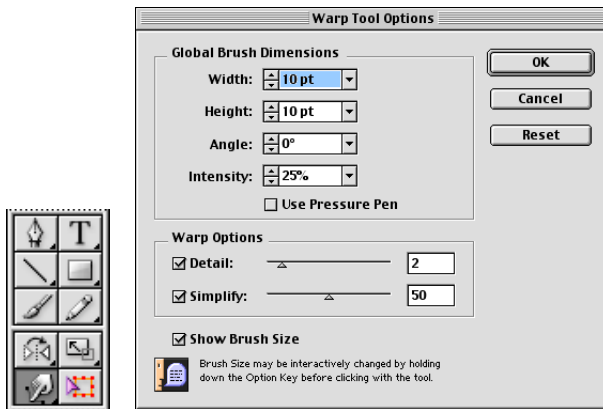 Warp Tool Options
Global Brush Dimensions
Width: 10 pt
Height: 10 pt
Angle: 0°
Intensity: 25%
Use Pressure Pen
OK
Cancel
Reset
T
Warp Options
Detail: 2
Simplify: 50
Show Brush Size
Brush Size may be interactively changed by holding
down the Option Key before clicking with the tool.